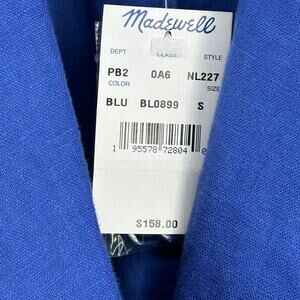 Madewell
DEPT CLASS STYLE
PB2 0A6 NL227
COLOR SIZE
BLU BL0899 S
1 95578 72804 0
$158.00